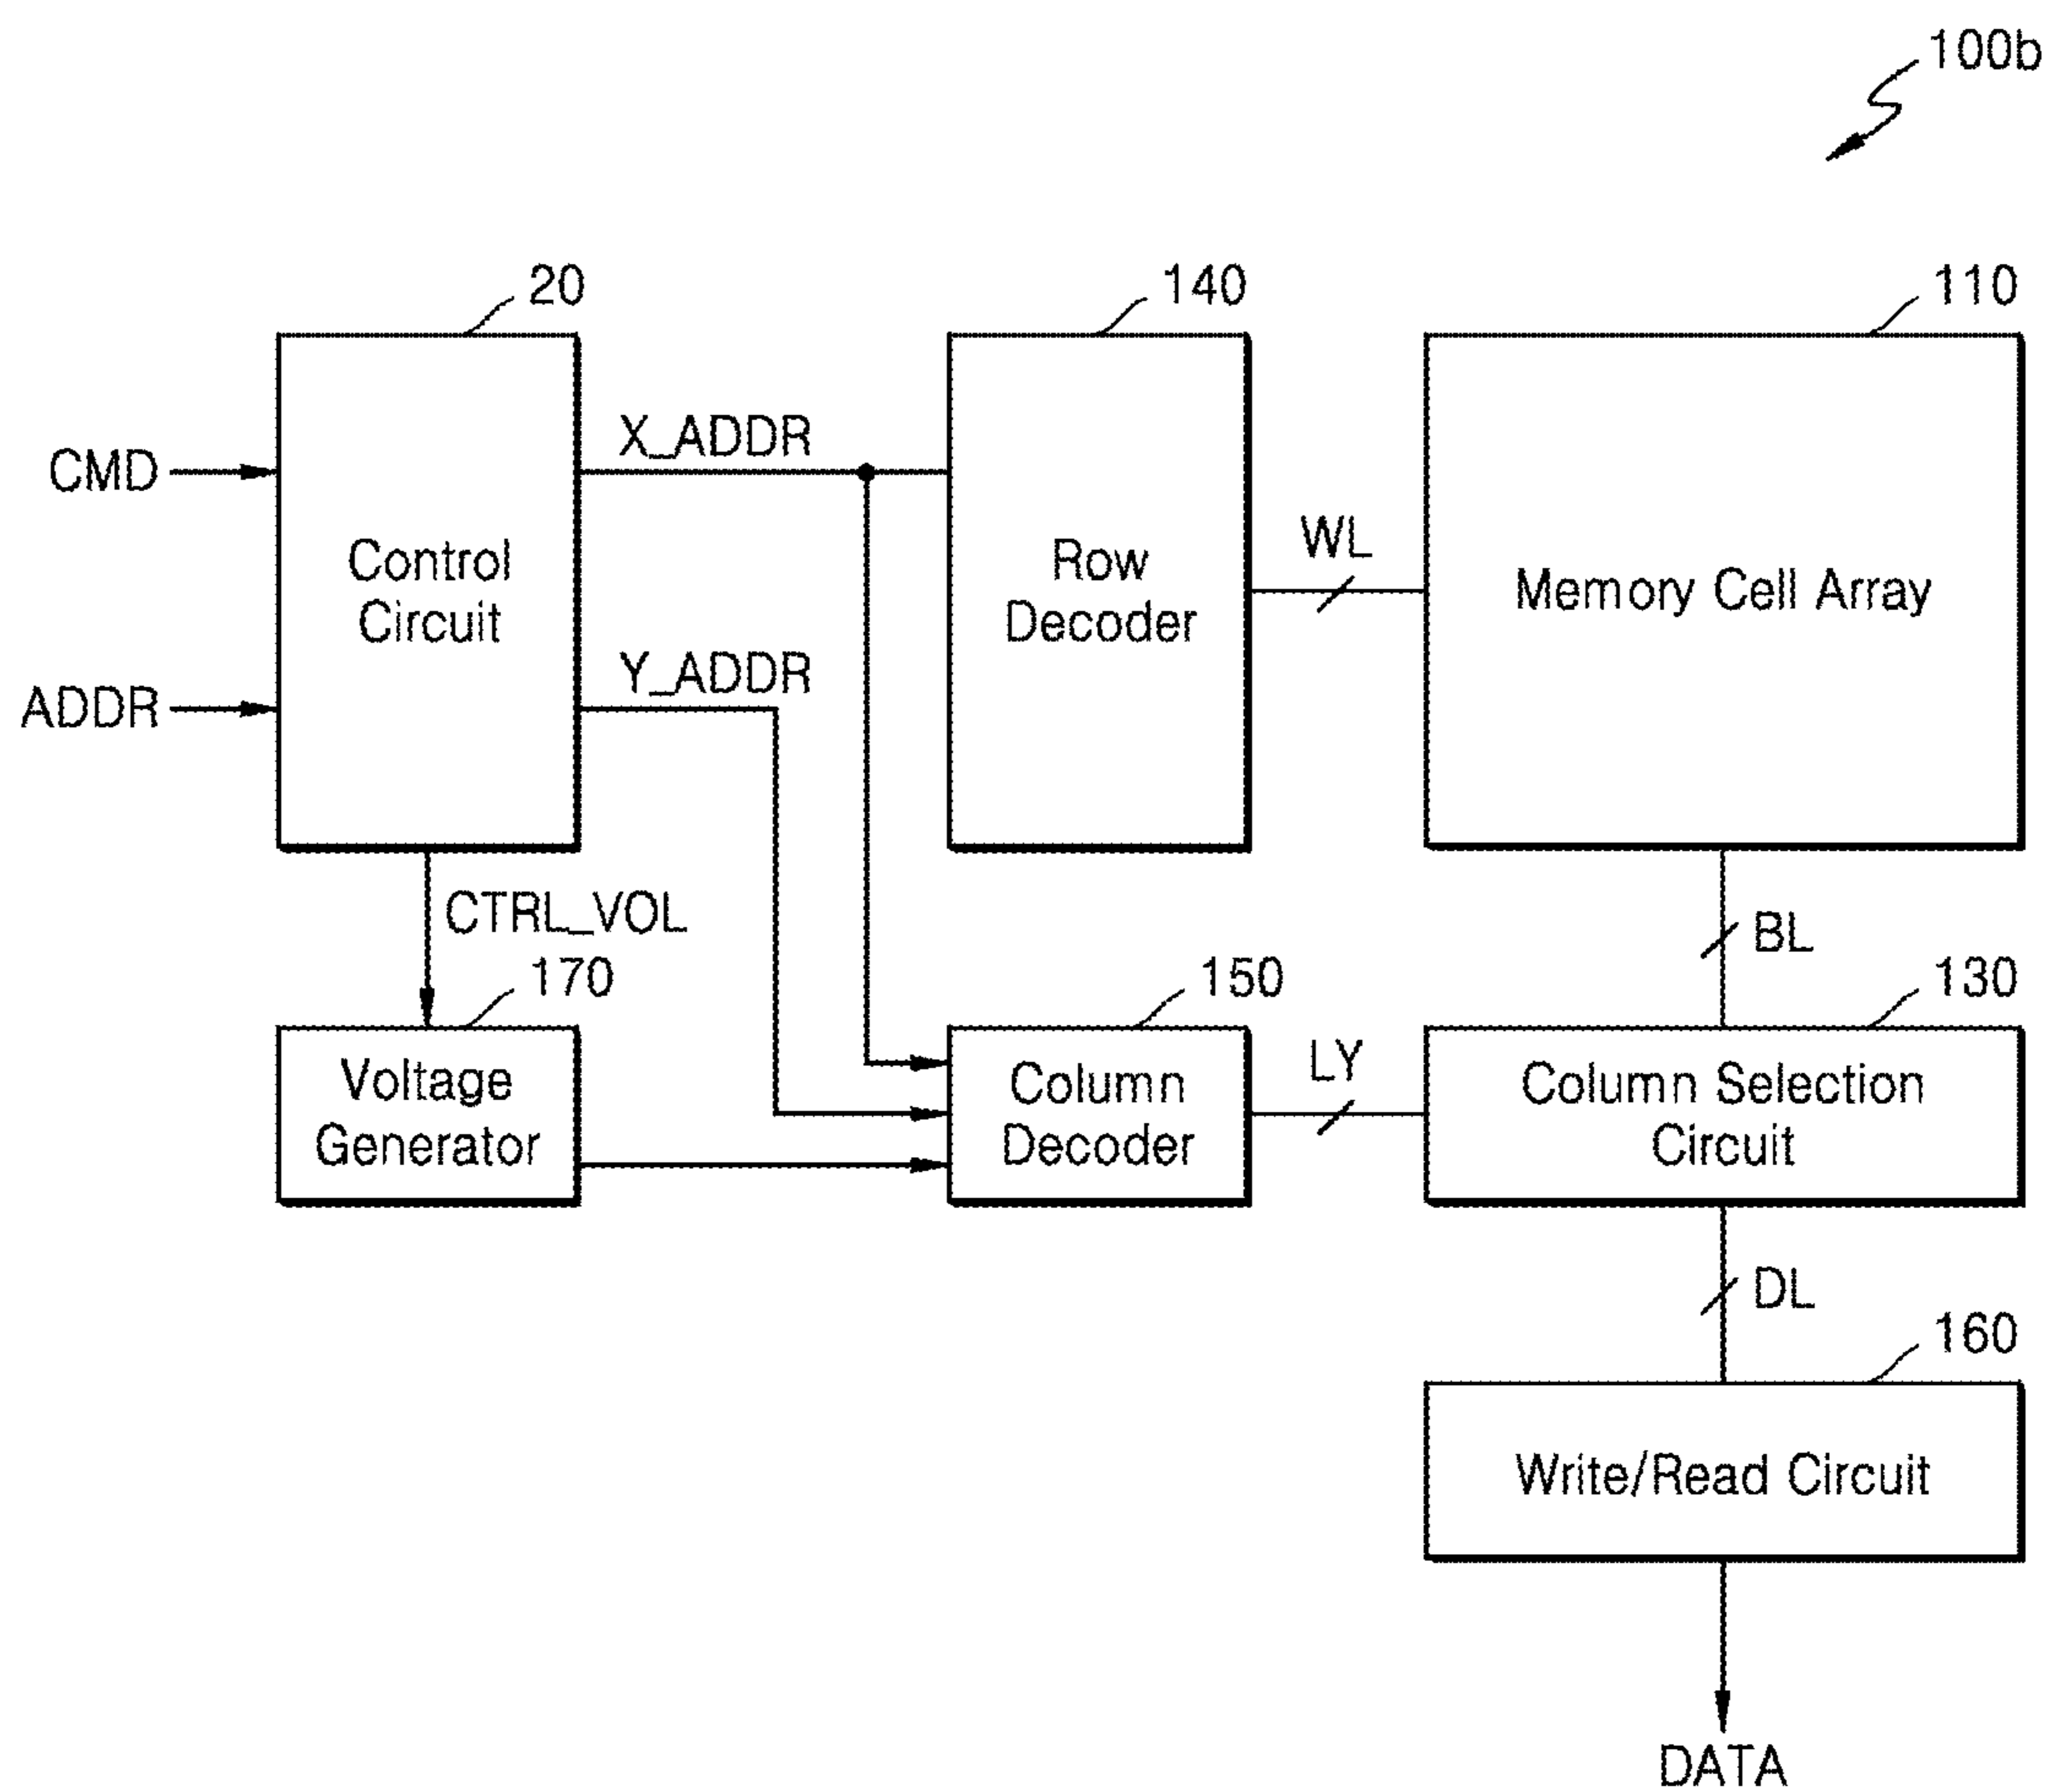 100b
20
140
110
CMD
ADDR
Control
Circuit
X_ADDR
Y_ADDR
Row
Decoder
WL
Memory Cell Array
CTRL_VOL
BL
170
150
130
Voltage
Generator
Column
Decoder
LY
Column Selection
Circuit
DL
160
Write/Read Circuit
DATA